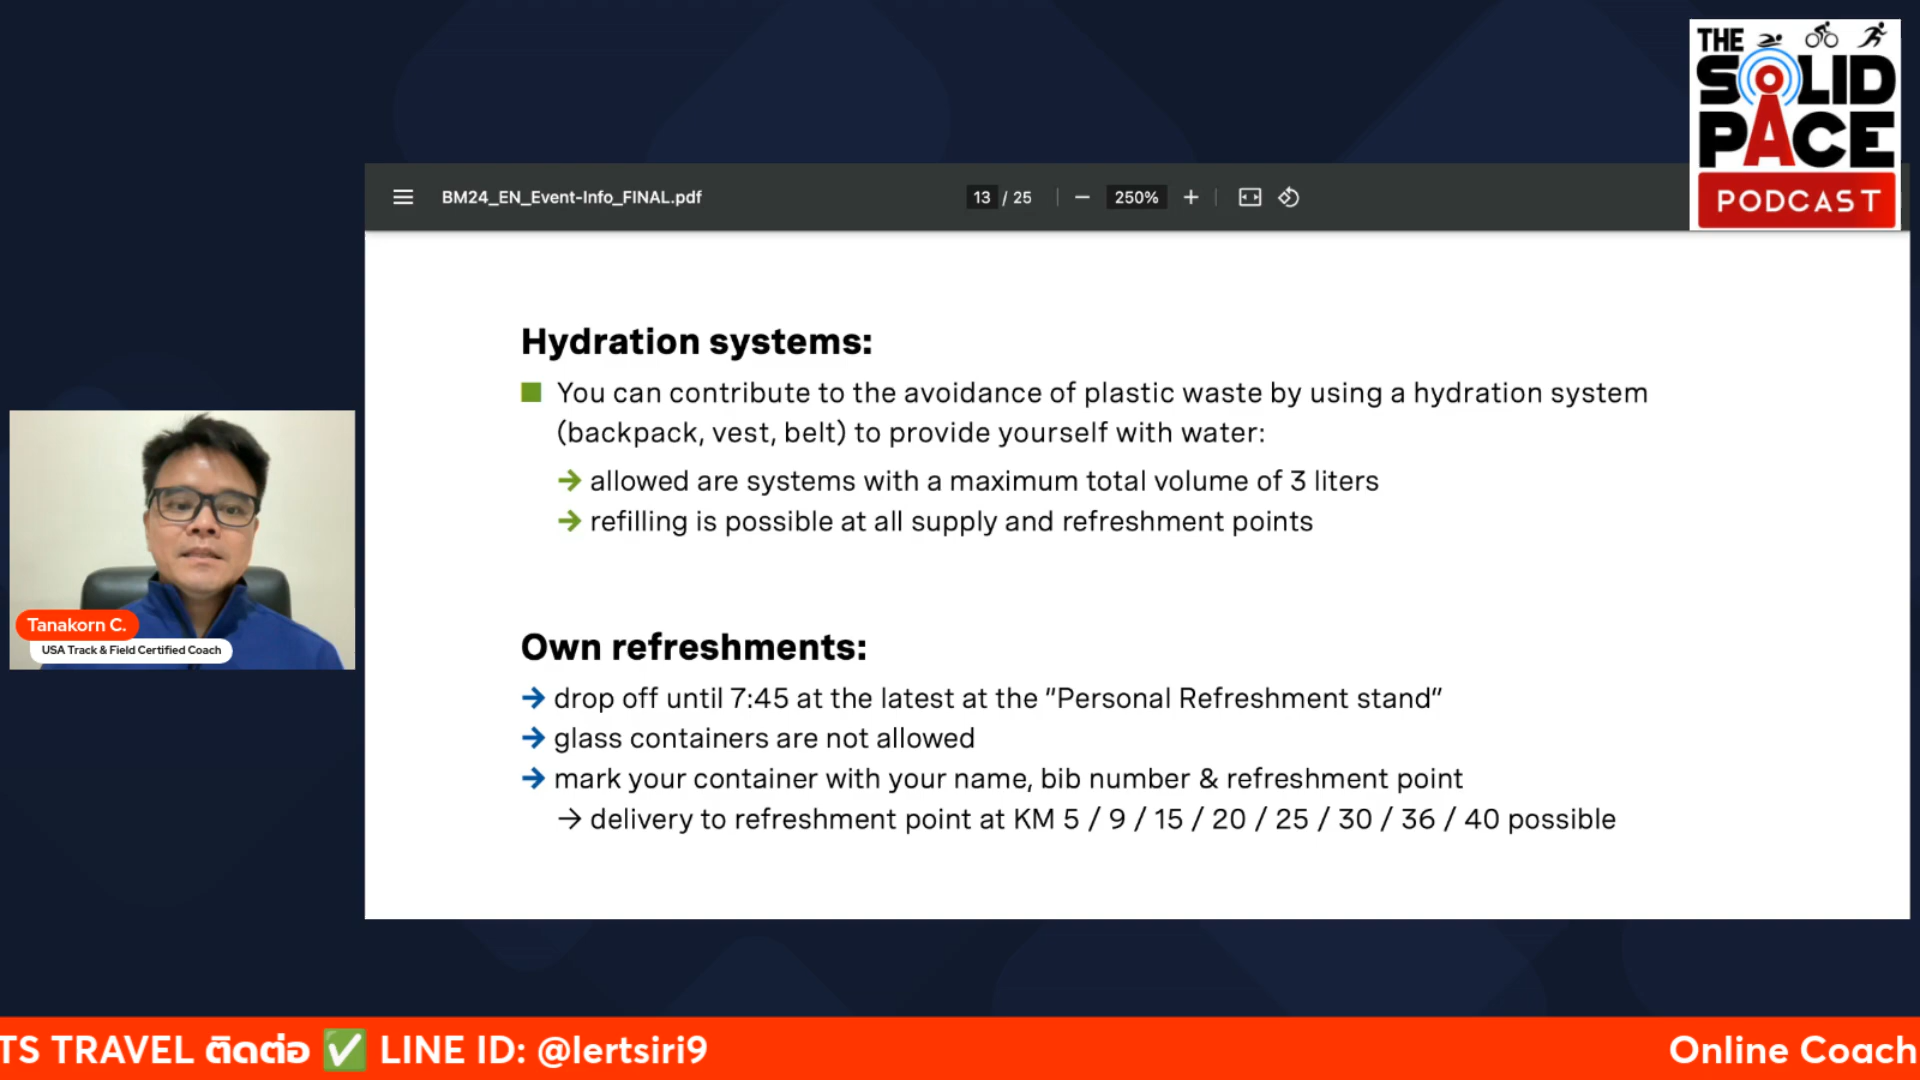 THE
SOLID
PACE
PODCAST
BM24_EN_Event-Info_FINAL.pdf
13 / 25
250%
Hydration systems:
You can contribute to the avoidance of plastic waste by using a hydration system
(backpack, vest, belt) to provide yourself with water:
→ allowed are systems with a maximum total volume of 3 liters
→ refilling is possible at all supply and refreshment points
Own refreshments:
→ drop off until 7:45 at the latest at the "Personal Refreshment stand"
→ glass containers are not allowed
→ mark your container with your name, bib number & refreshment point
→ delivery to refreshment point at KM 5 / 9 / 15 / 20 / 25 / 30 / 36 / 40 possible
Tanakorn C.
USA Track & Field Certified Coach
TS TRAVEL ติดต่อ ✅ LINE ID: @lertsiri9
Online Coach